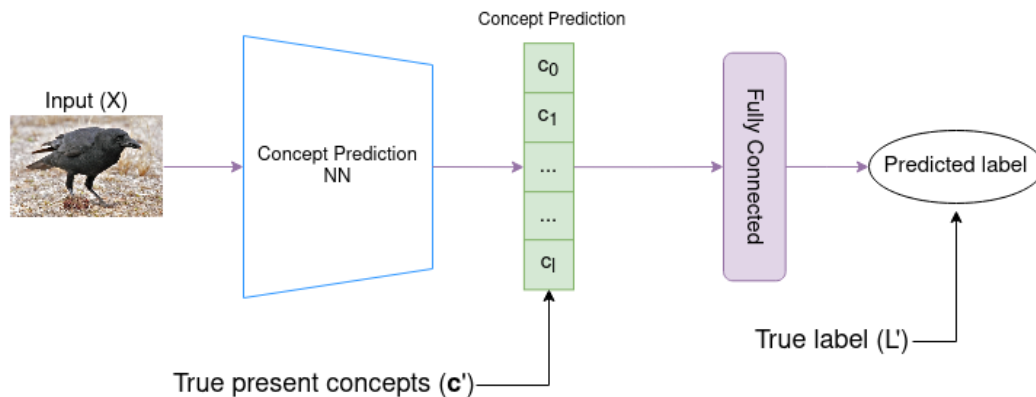 Concept Prediction
Input (X)
Concept Prediction
NN
c0
c1
...
...
cl
Fully Connected
Predicted label
True label (L')
True present concepts (c')